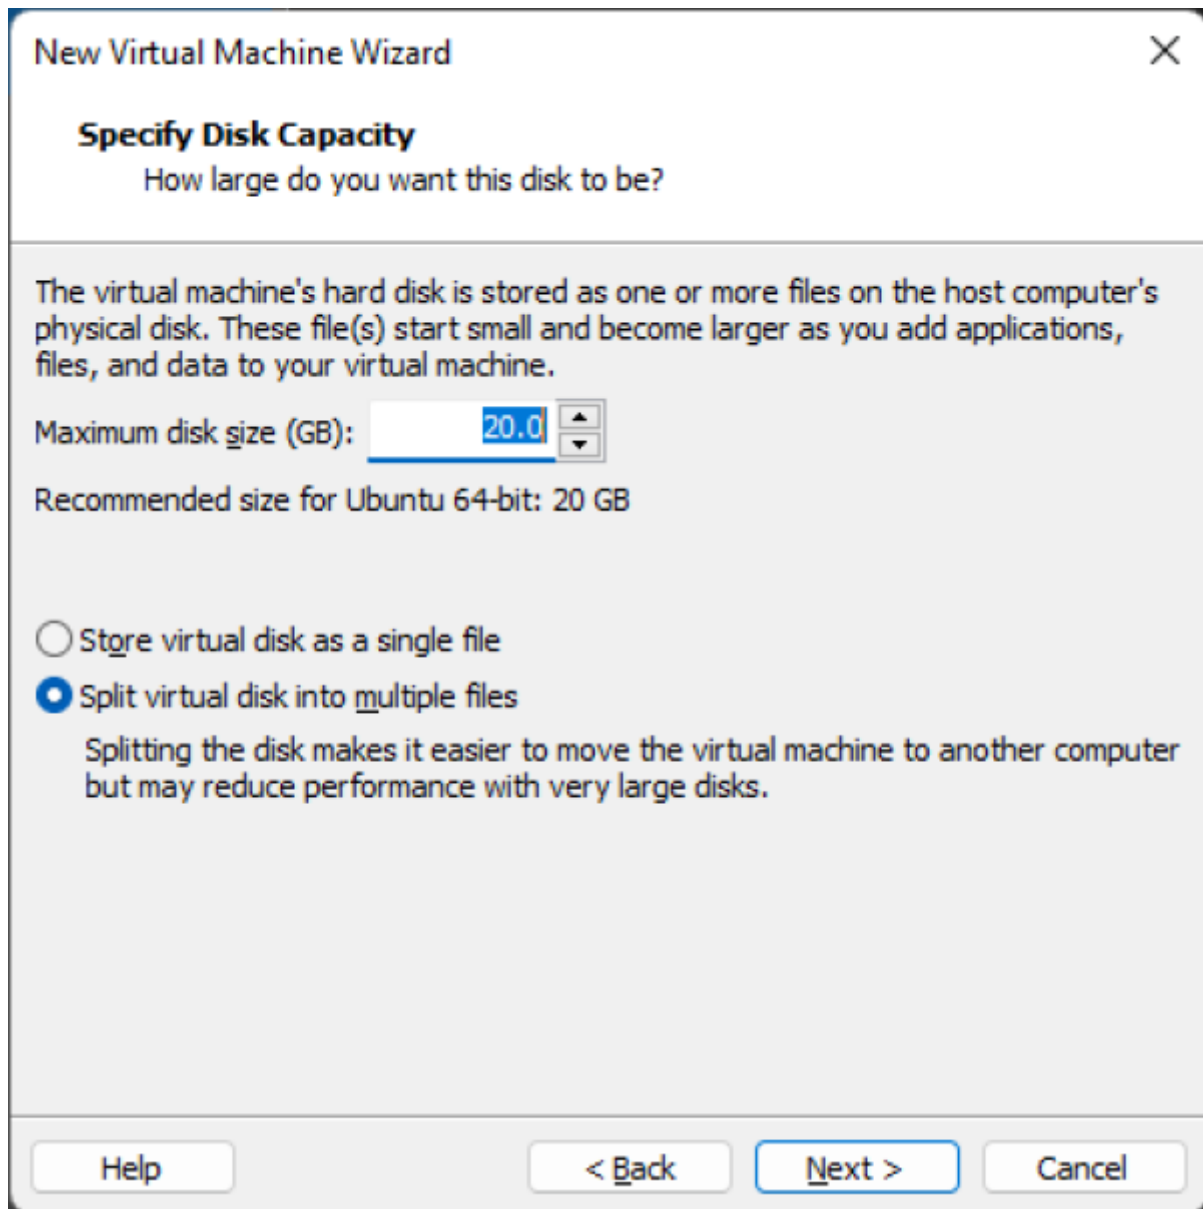 New Virtual Machine Wizard
Specify Disk Capacity
How large do you want this disk to be?
The virtual machine's hard disk is stored as one or more files on the host computer's
physical disk. These file(s) start small and become larger as you add applications,
files, and data to your virtual machine.
Maximum disk size (GB): 20.0
Recommended size for Ubuntu 64-bit: 20 GB
Store virtual disk as a single file
Split virtual disk into multiple files
Splitting the disk makes it easier to move the virtual machine to another computer
but may reduce performance with very large disks.
Help < Back Next > Cancel